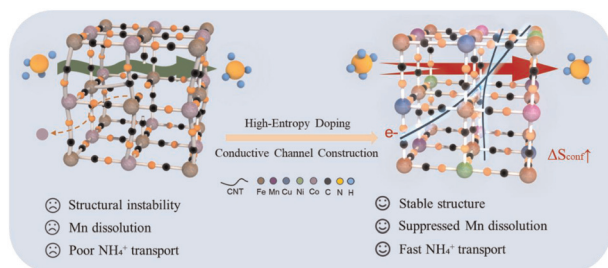 High-Entropy Doping
Conductive Channel Construction
e-
ΔSconf↑
CNT Fe Mn Cu Ni Co C N H
Structural instability
Mn dissolution
Poor NH₄⁺ transport
Stable structure
Suppressed Mn dissolution
Fast NH₄⁺ transport